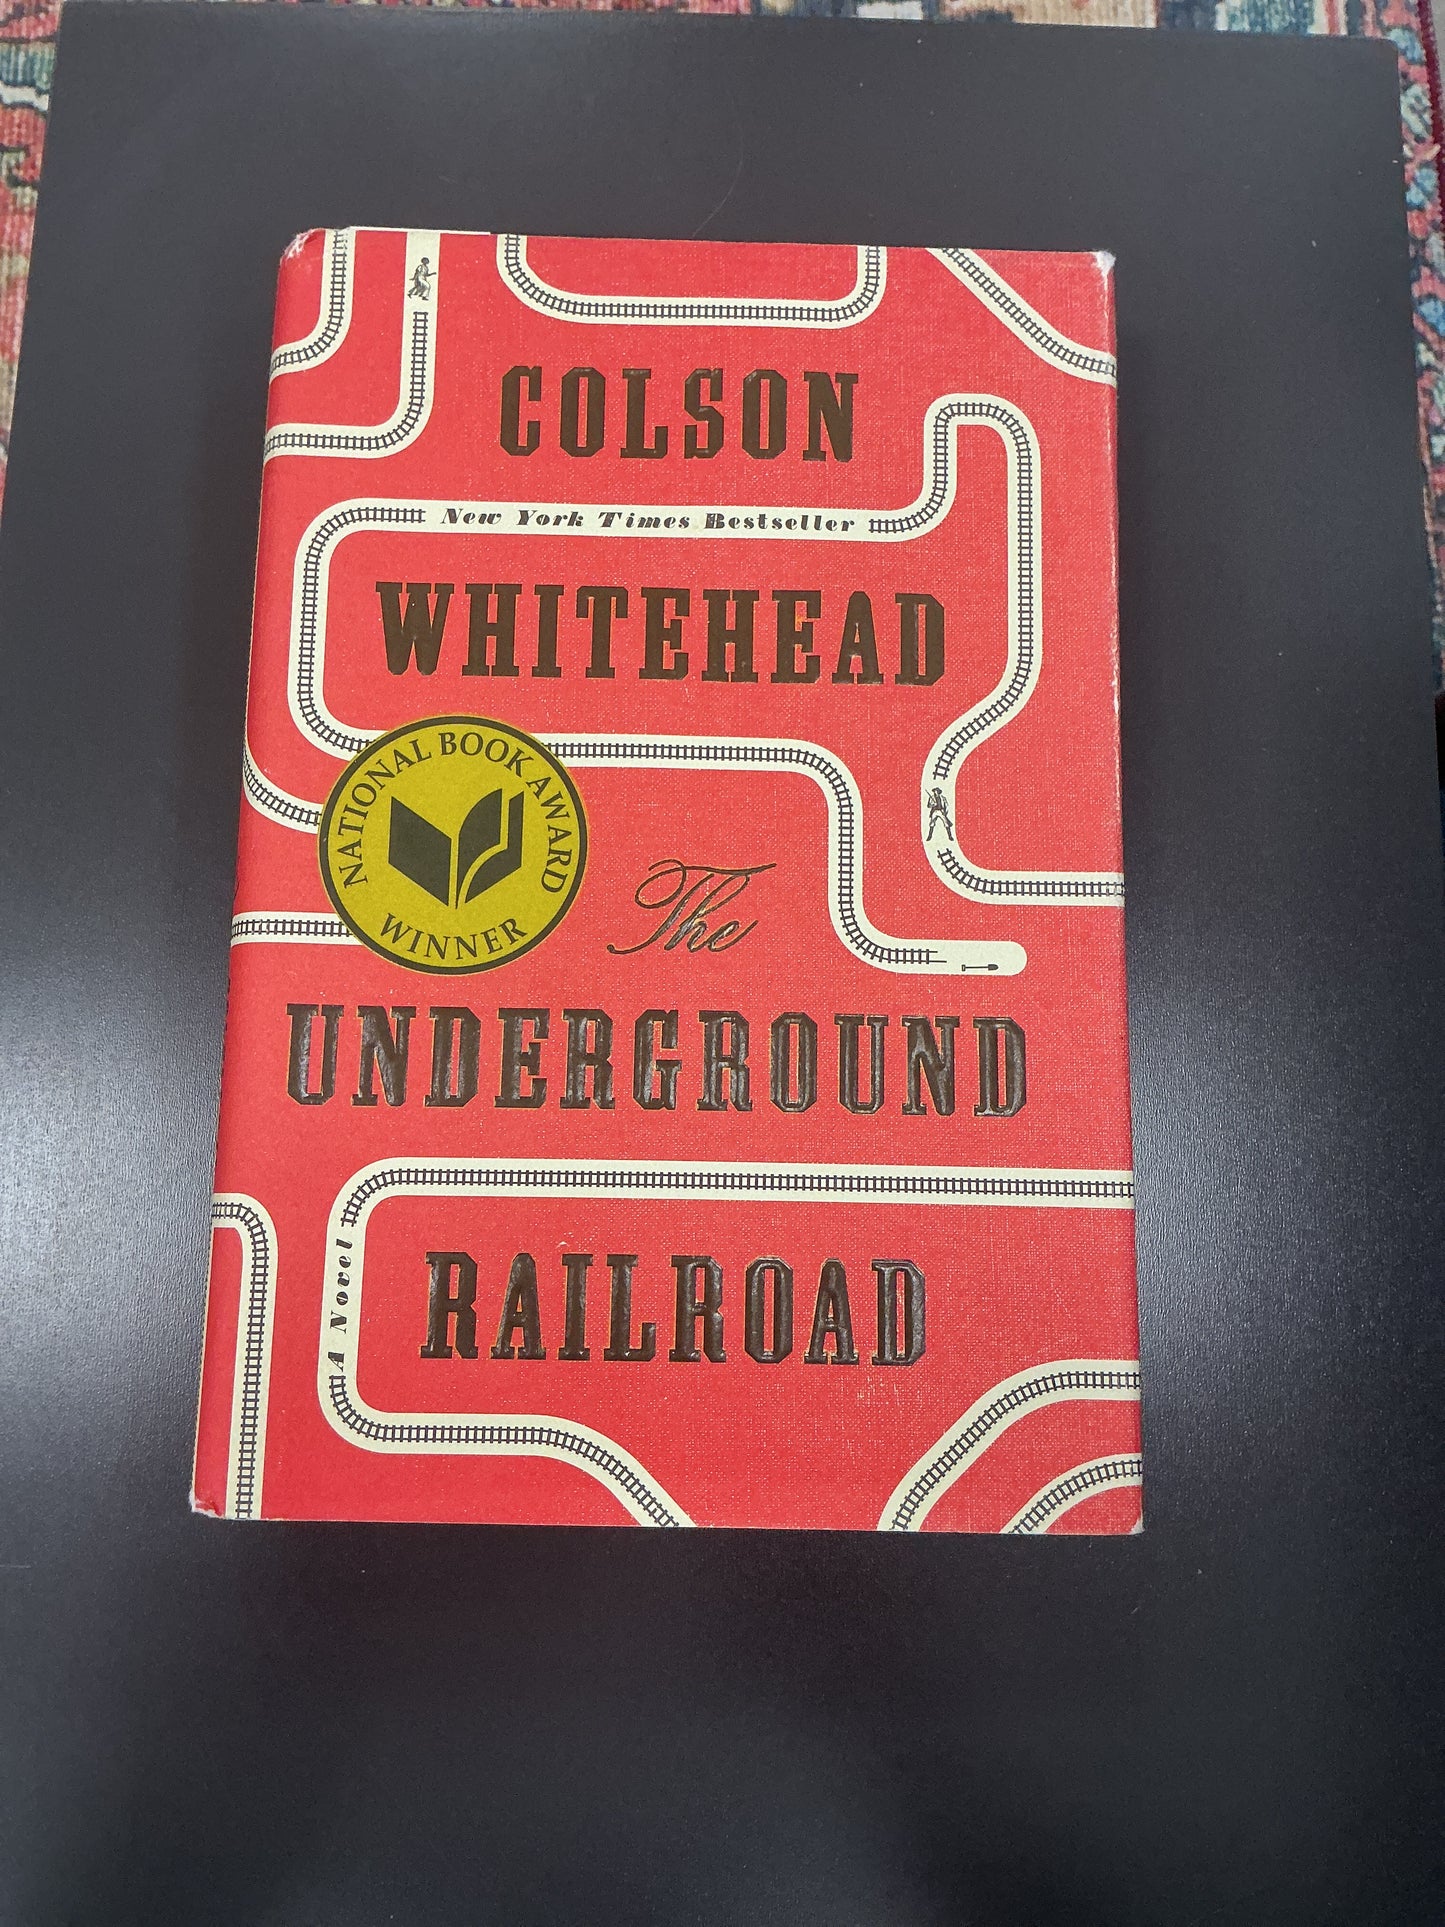 COLSON
New York Times Bestseller
WHITEHEAD
NATIONAL BOOK AWARD
WINNER
The
UNDERGROUND
RAILROAD
A Novel